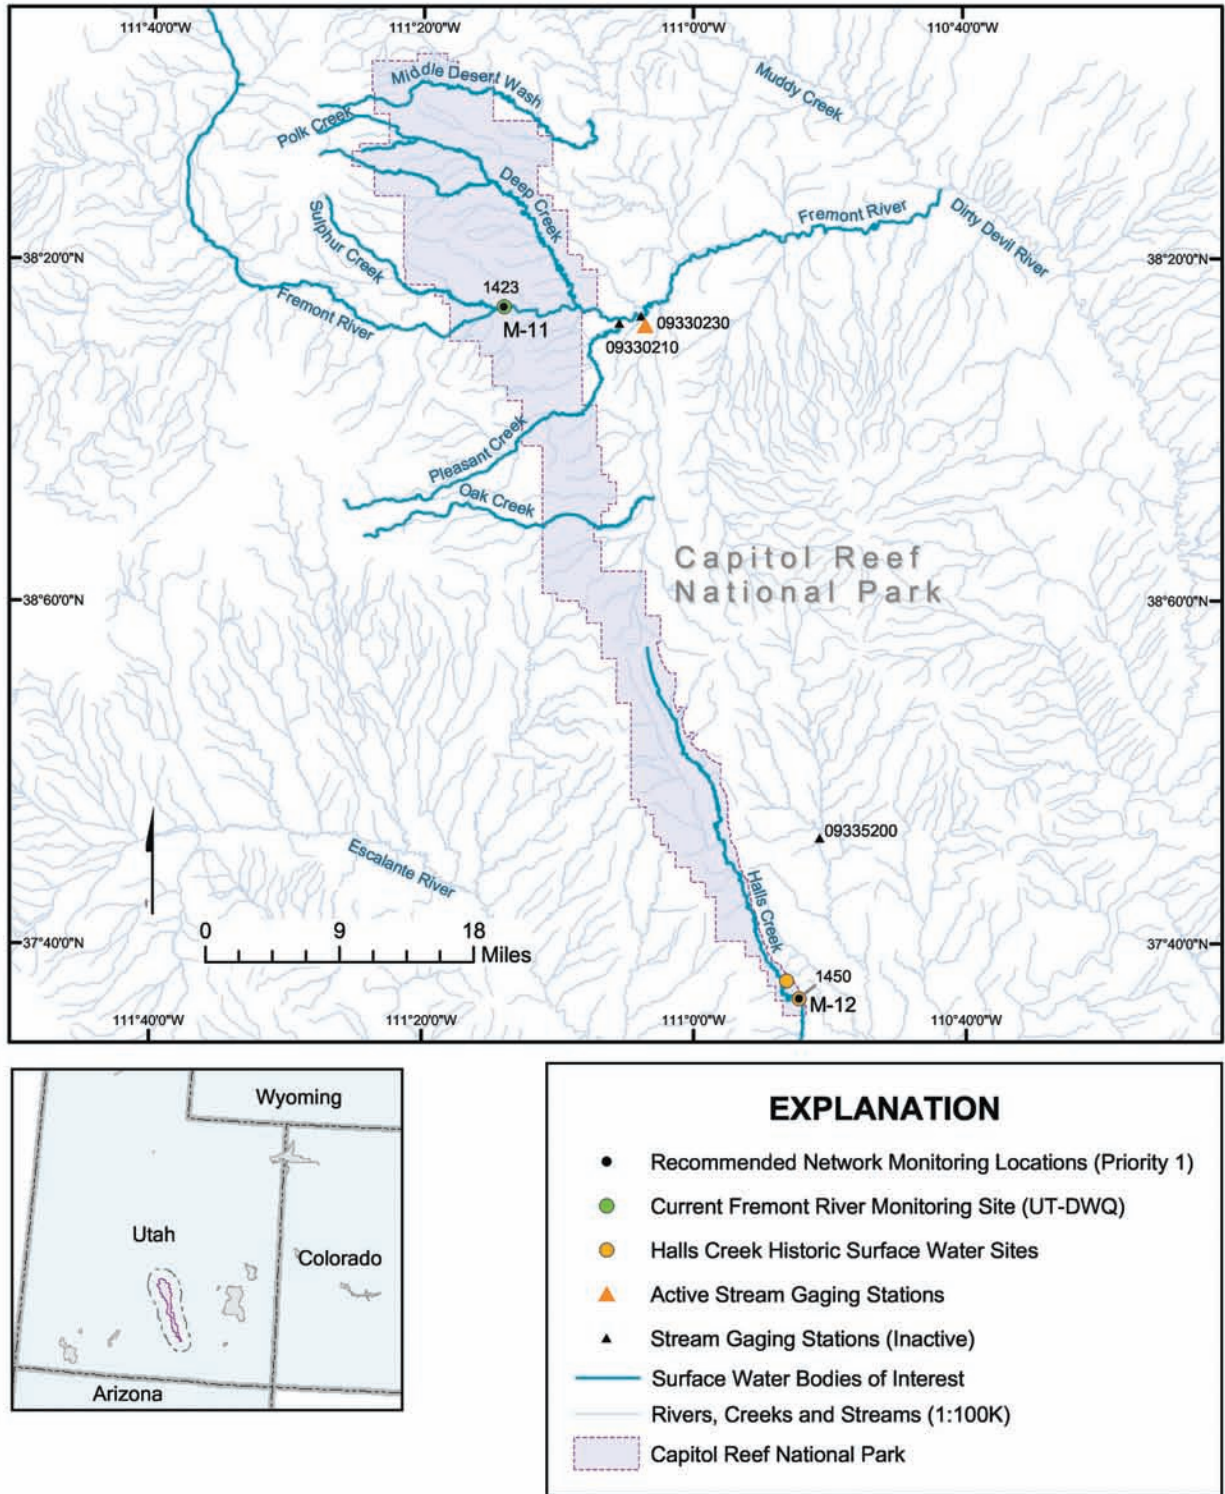 111°40'0"W
111°20'0"W
111°00'0"W
110°40'0"W
Middle Desert Wash
Muddy Creek
Polk Creek
Deep Creek
Fremont River
Dirty Devil River
Sulphur Creek
38°20'0"N
38°20'0"N
1423
Fremont River
M-11
09330230
09330210
Pleasant Creek
Oak Creek
Capitol Reef
National Park
38°60'0"N
38°60'0"N
09335200
Escalante River
Halls Creek
0
9
18
Miles
37°40'0"N
37°40'0"N
1450
M-12
111°40'0"W
111°20'0"W
111°00'0"W
110°40'0"W
Wyoming
Utah
Colorado
Arizona
EXPLANATION
Recommended Network Monitoring Locations (Priority 1)
Current Fremont River Monitoring Site (UT-DWQ)
Halls Creek Historic Surface Water Sites
Active Stream Gaging Stations
Stream Gaging Stations (Inactive)
Surface Water Bodies of Interest
Rivers, Creeks and Streams (1:100K)
Capitol Reef National Park